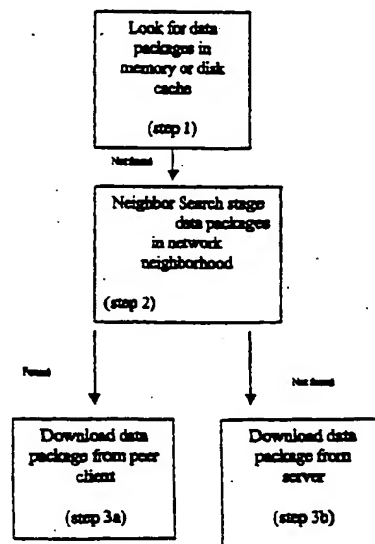 Look for data
packages in
memory or disk
cache
(step 1)
Not found
Neighbor Search stage
data packages
in network
neighborhood
(step 2)
Found
Not found
Download data
package from peer
client
(step 3a)
Download data
package from
server
(step 3b)